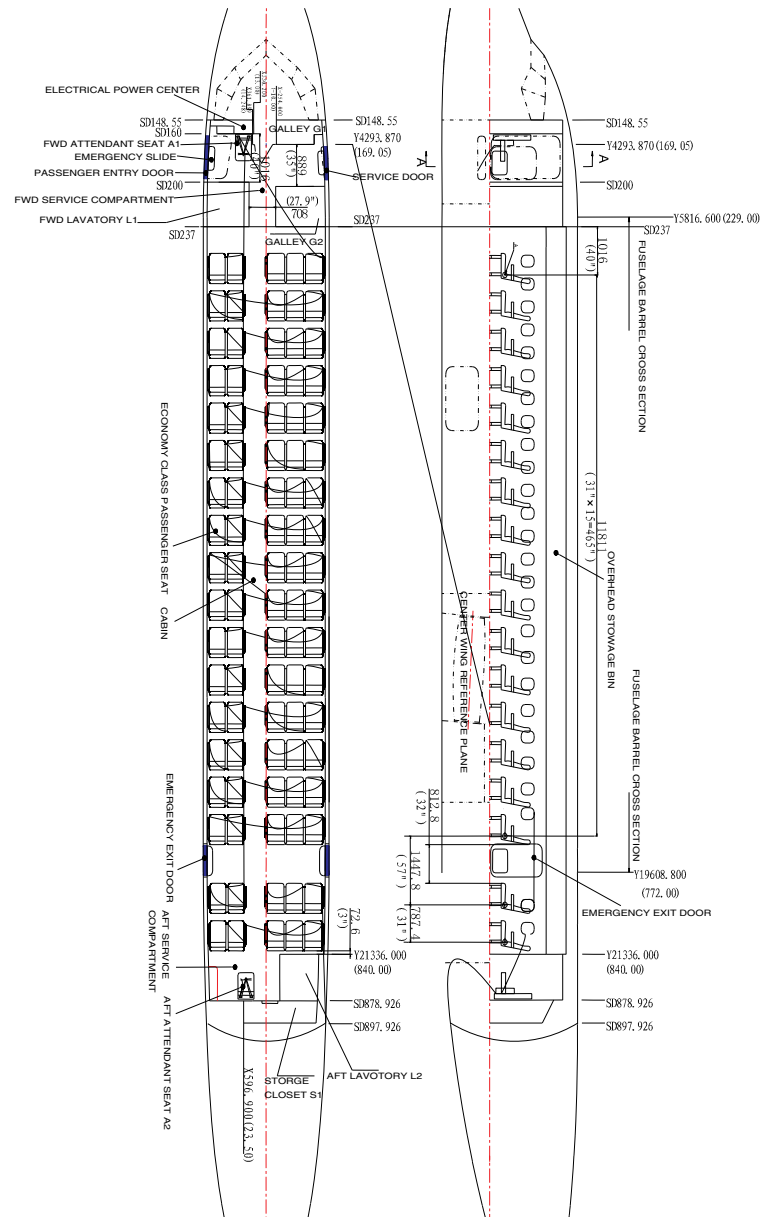 ELECTRICAL POWER CENTER
SD148.55
SD160
FWD ATTENDANT SEAT A1
EMERGENCY SLIDE
PASSENGER ENTRY DOOR
SD200
FWD SERVICE COMPARTMENT
FWD LAVATORY L1
SD237
GALLEY G1
SD148.55
Y4293.870
(169.05)
SERVICE DOOR
1016
(40")
889
(35")
(27.9")
708
SD237
GALLEY G2
A
A
SD148.55
Y4293.870(169.05)
SD200
Y5816.600(229.00)
SD237
1016
(40")
FUSELAGE BARREL CROSS SECTION
ECONOMY CLASS PASSENGER SEAT
CABIN
11811
(31"×15=465")
OVERHEAD STOWAGE BIN
CENTER WING REFERENCE PLANE
FUSELAGE BARREL CROSS SECTION
812.8
(32")
1447.8
(57")
787.4
(31")
EMERGENCY EXIT DOOR
Y19608.800
(772.00)
EMERGENCY EXIT DOOR
AFT SERVICE
COMPARTMENT
72.6
(3")
Y21336.000
(840.00)
Y21336.000
(840.00)
SD878.926
SD897.926
SD878.926
SD897.926
AFT ATTENDANT SEAT A2
X596.900(23.50)
STORGE
CLOSET S1
AFT LAVOTORY L2